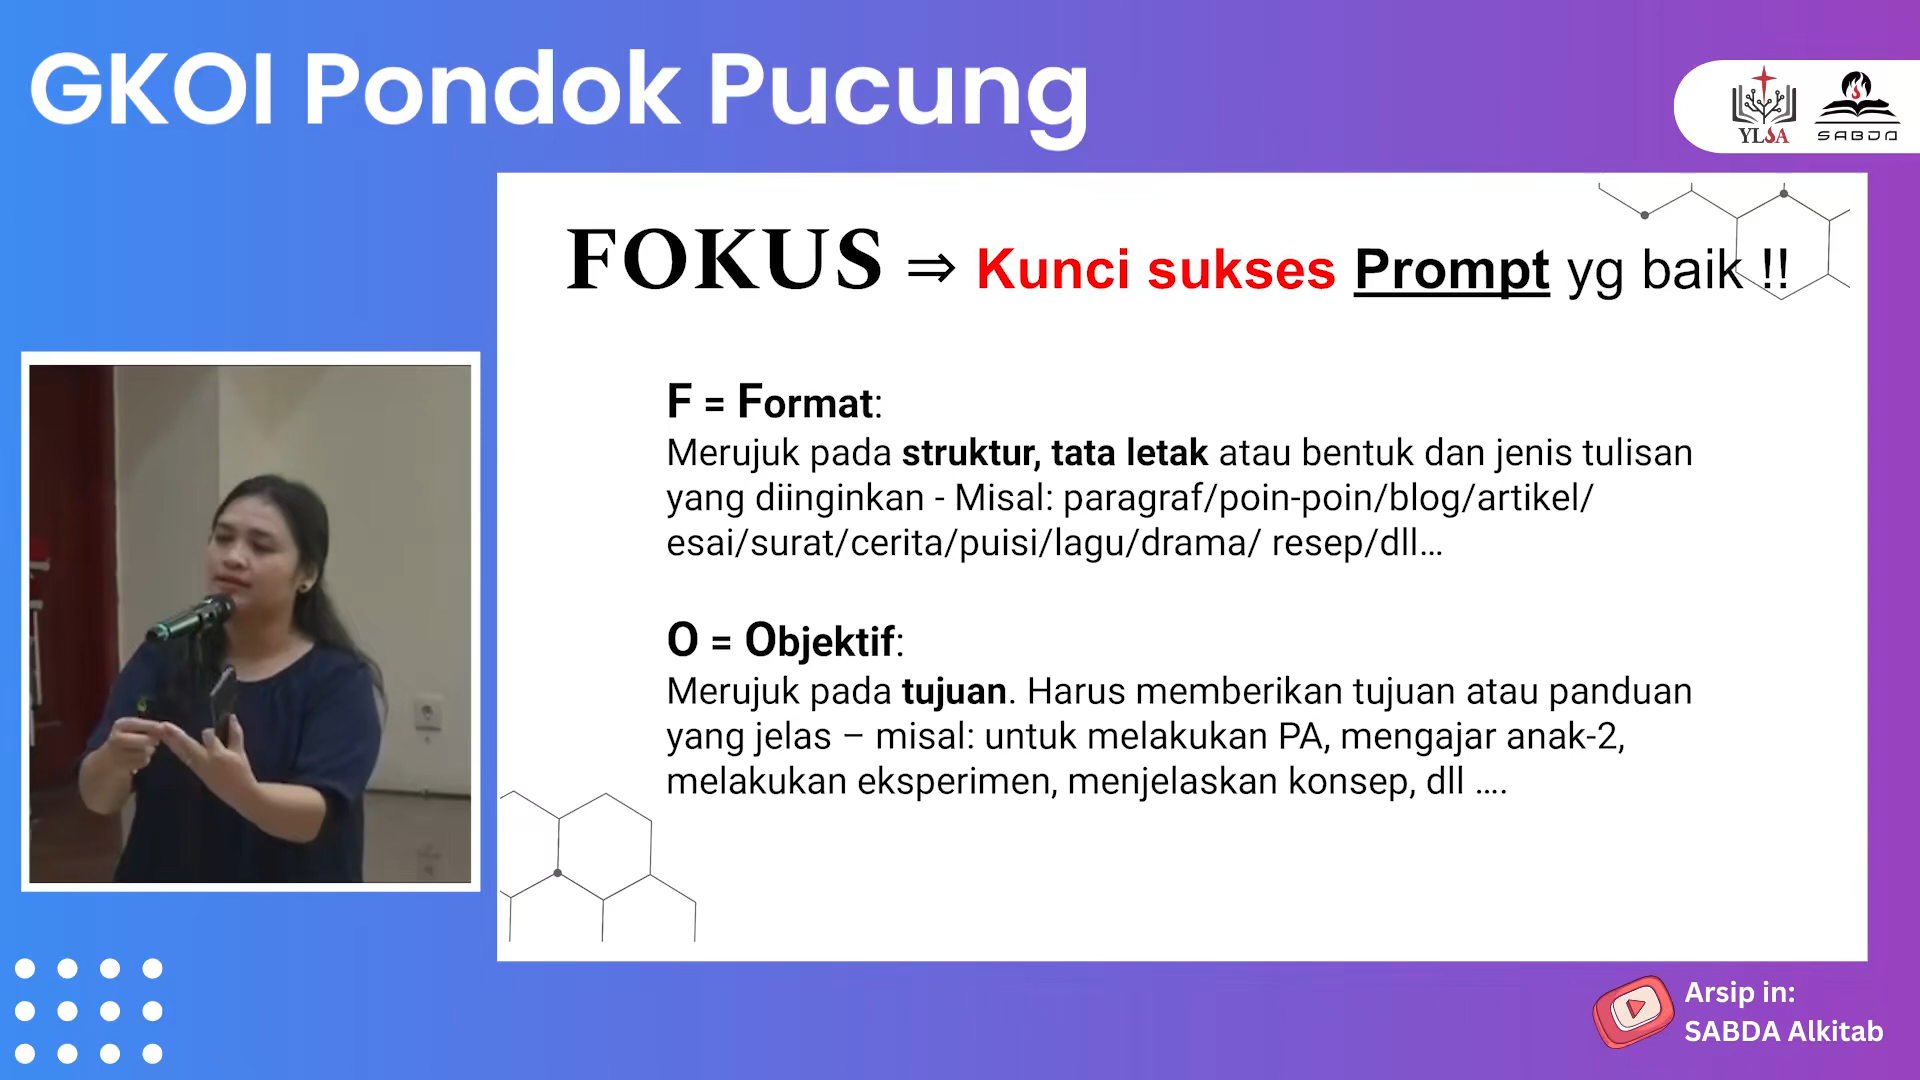 GKOI Pondok Pucung
YLSA
SABDA
FOKUS ⇒ Kunci sukses Prompt yg baik !!
F = Format:
Merujuk pada struktur, tata letak atau bentuk dan jenis tulisan
yang diinginkan - Misal: paragraf/poin-poin/blog/artikel/
esai/surat/cerita/puisi/lagu/drama/ resep/dll...
O = Objektif:
Merujuk pada tujuan. Harus memberikan tujuan atau panduan
yang jelas – misal: untuk melakukan PA, mengajar anak-2,
melakukan eksperimen, menjelaskan konsep, dll ....
Arsip in:
SABDA Alkitab